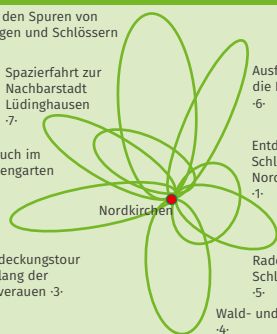 den Spuren von
gen und Schlössern
Spazierfahrt zur
Nachbarstadt
Lüdinghausen
·7·
Ausf
die
·6·
uch im
engarten
Entd
Schl
Nord
·1·
Nordkirchen
deckungstour
lang der
verauen ·3·
Rade
Schl
·5·
Wald- und
·4·